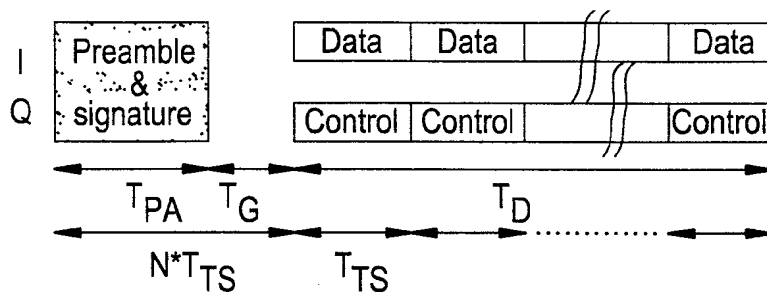 I
Q
Preamble
&
signature
Data Data Data
Control Control Control
T_PA T_G T_D
N*T_TS T_TS